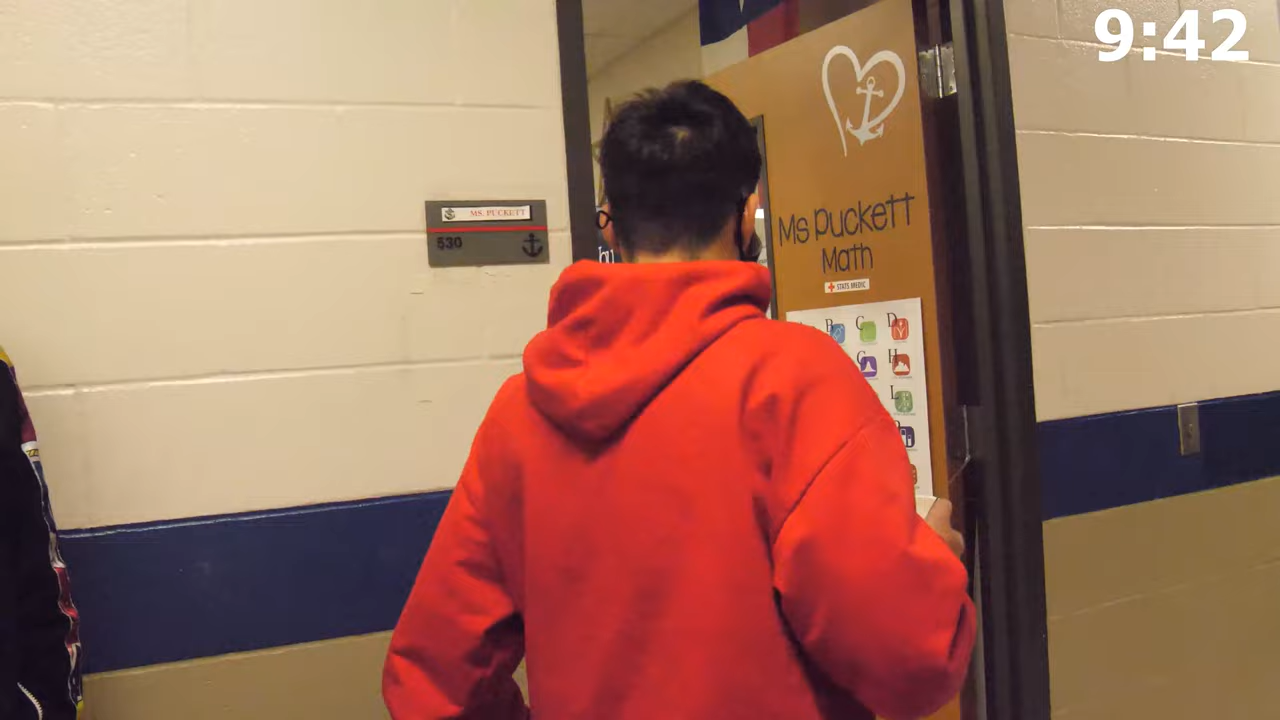 9:42
MS. PUCKETT
530
Ms Puckett
Math
STATS MEDIC
B C D
G H
L